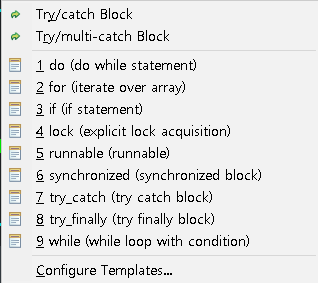 Try/catch Block
Try/multi-catch Block
1 do (do while statement)
2 for (iterate over array)
3 if (if statement)
4 lock (explicit lock acquisition)
5 runnable (runnable)
6 synchronized (synchronized block)
7 try_catch (try catch block)
8 try_finally (try finally block)
9 while (while loop with condition)
Configure Templates...